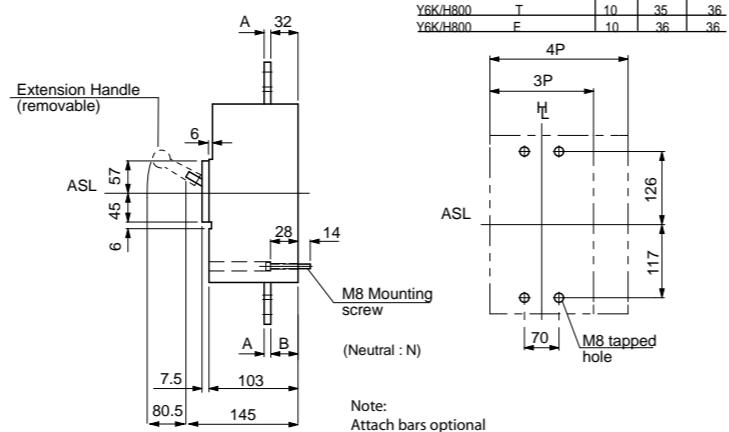 Y6K/H800 T 10 35 36
Y6K/H800 E 10 36 36
A 32
4P
3P
Extension Handle
(removable)
6
57
ASL
45
6
28 14
126
ASL
117
M8 Mounting
screw
70
M8 tapped
hole
A B
(Neutral : N)
7.5 103
80.5 145
Note:
Attach bars optional